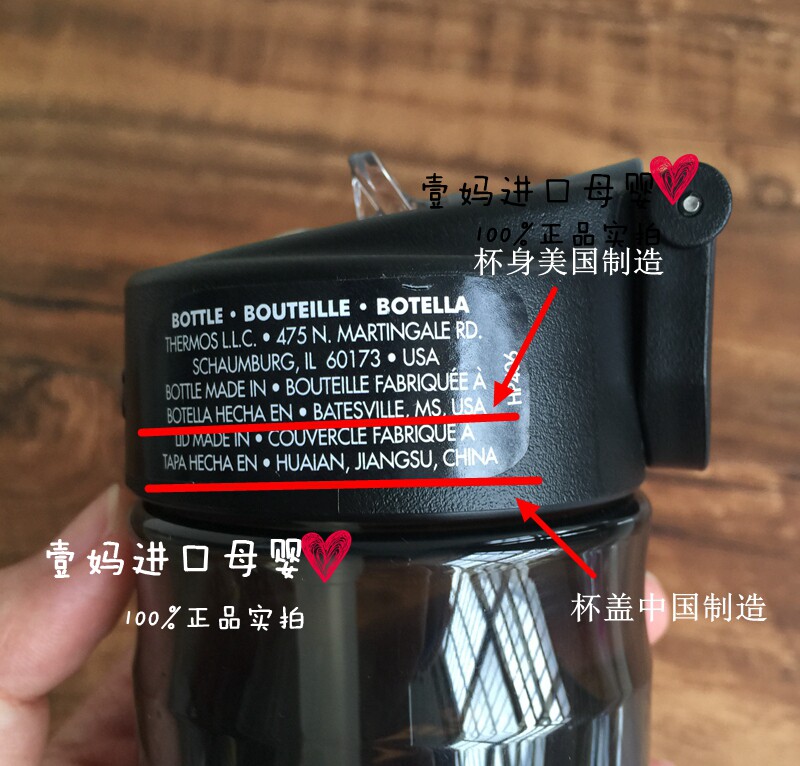 壹妈进口母婴
100%正品实拍
杯身美国制造
BOTTLE • BOUTEILLE • BOTELLA
THERMOS L.L.C. • 475 N. MARTINGALE RD.
SCHAUMBURG, IL 60173 • USA
BOTTLE MADE IN • BOUTEILLE FABRIQUÉE À
BOTELLA HECHA EN • BATESVILLE, MS, USA
LID MADE IN • COUVERCLE FABRIQUÉ À
TAPA HECHA EN • HUAIAN, JIANGSU, CHINA
壹妈进口母婴
100%正品实拍
杯盖中国制造